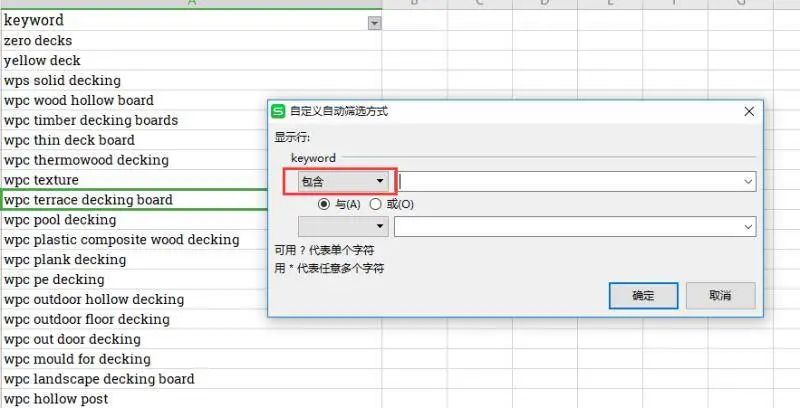 A B C D E F G
keyword
zero decks
yellow deck
wps solid decking
wpc wood hollow board
wpc timber decking boards
wpc thin deck board
wpc thermowood decking
wpc texture
wpc terrace decking board
wpc pool decking
wpc plastic composite wood decking
wpc plank decking
wpc pe decking
wpc outdoor hollow decking
wpc outdoor floor decking
wpc out door decking
wpc mould for decking
wpc landscape decking board
wpc hollow post
S 自定义自动筛选方式
显示行:
keyword
包含
与(A) 或(O)
可用 ? 代表单个字符
用 * 代表任意多个字符
确定 取消